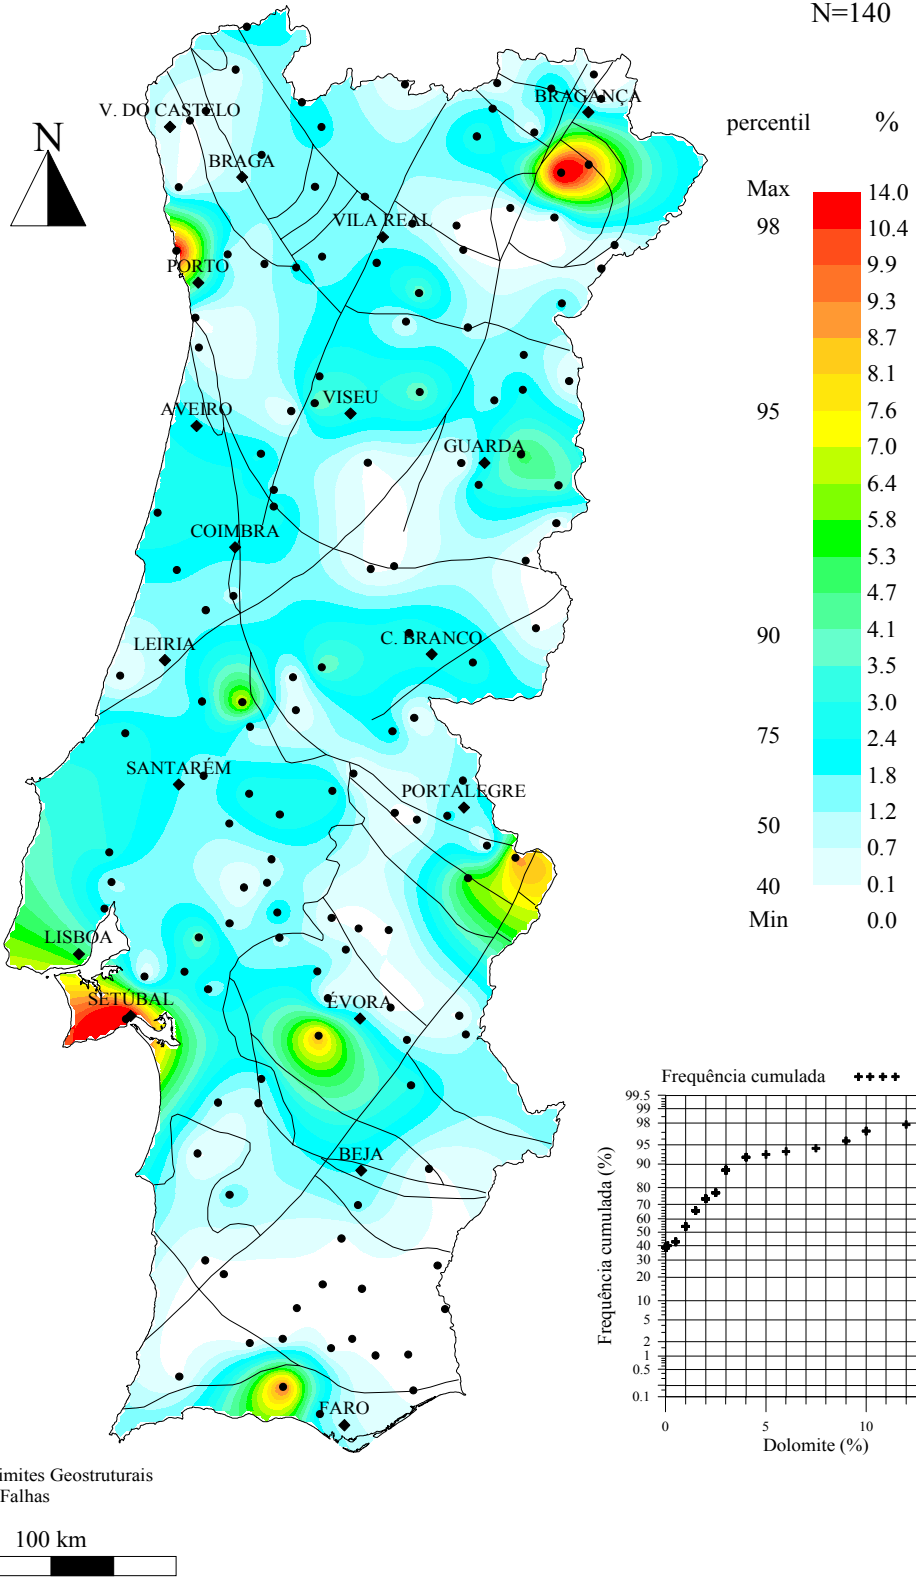 N=140
V. DO CASTELO
BRAGANÇA
percentil
%
N
BRAGA
Max
14.0
98
10.4
9.9
9.3
8.7
8.1
95
7.6
7.0
6.4
5.8
5.3
4.7
90
4.1
3.5
3.0
75
2.4
1.8
50
1.2
0.7
40
0.1
Min
0.0
VILA REAL
PORTO
VISEU
AVEIRO
GUARDA
COIMBRA
LEIRIA
C. BRANCO
SANTARÉM
PORTALEGRE
LISBOA
SETÚBAL
ÉVORA
BEJA
FARO
Frequência cumulada
99.5
99
98
95
90
80
70
60
50
40
30
20
10
5
2
1
0.5
0.1
Frequência cumulada (%)
0 5 10
Dolomite (%)
imites Geostruturais
Falhas
100 km